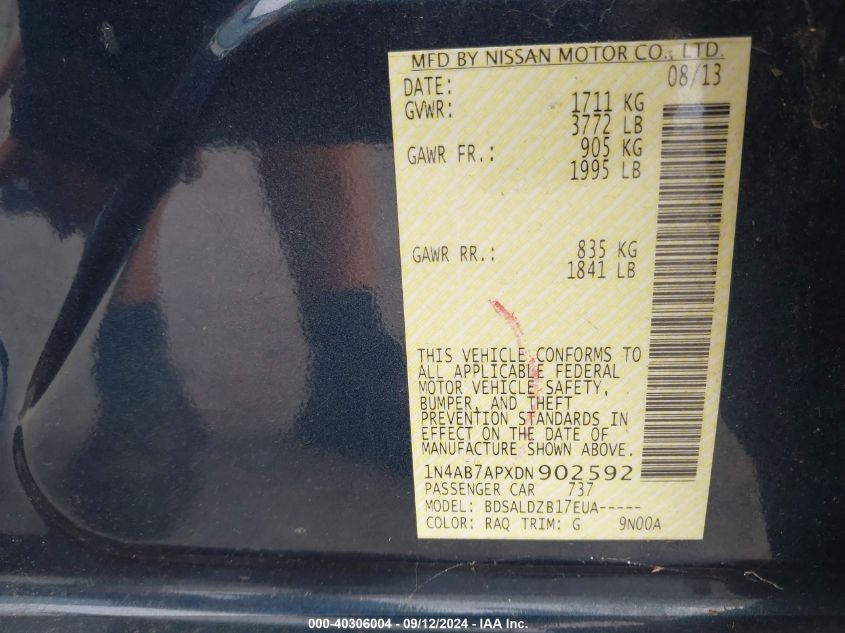 MFD BY NISSAN MOTOR CO., LTD.
DATE: 08/13
GVWR: 1711 KG
3772 LB
GAWR FR.: 905 KG
1995 LB
GAWR RR.: 835 KG
1841 LB
THIS VEHICLE CONFORMS TO
ALL APPLICABLE FEDERAL
MOTOR VEHICLE SAFETY,
BUMPER, AND THEFT
PREVENTION STANDARDS IN
EFFECT ON THE DATE OF
MANUFACTURE SHOWN ABOVE.
1N4AB7APXDN902592
PASSENGER CAR 737
MODEL: BDSALDZB17EUA-----
COLOR: RAQ TRIM: G 9N00A
000-40306004 - 09/12/2024 - IAA Inc.